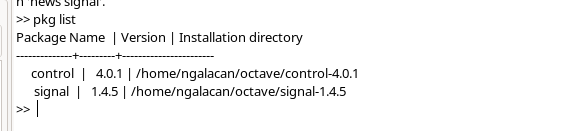 n 'news signal'.
>> pkg list
Package Name  | Version | Installation directory
--------------+---------+-----------------------
     control  |   4.0.1 | /home/ngalacan/octave/control-4.0.1
      signal  |   1.4.5 | /home/ngalacan/octave/signal-1.4.5
>>